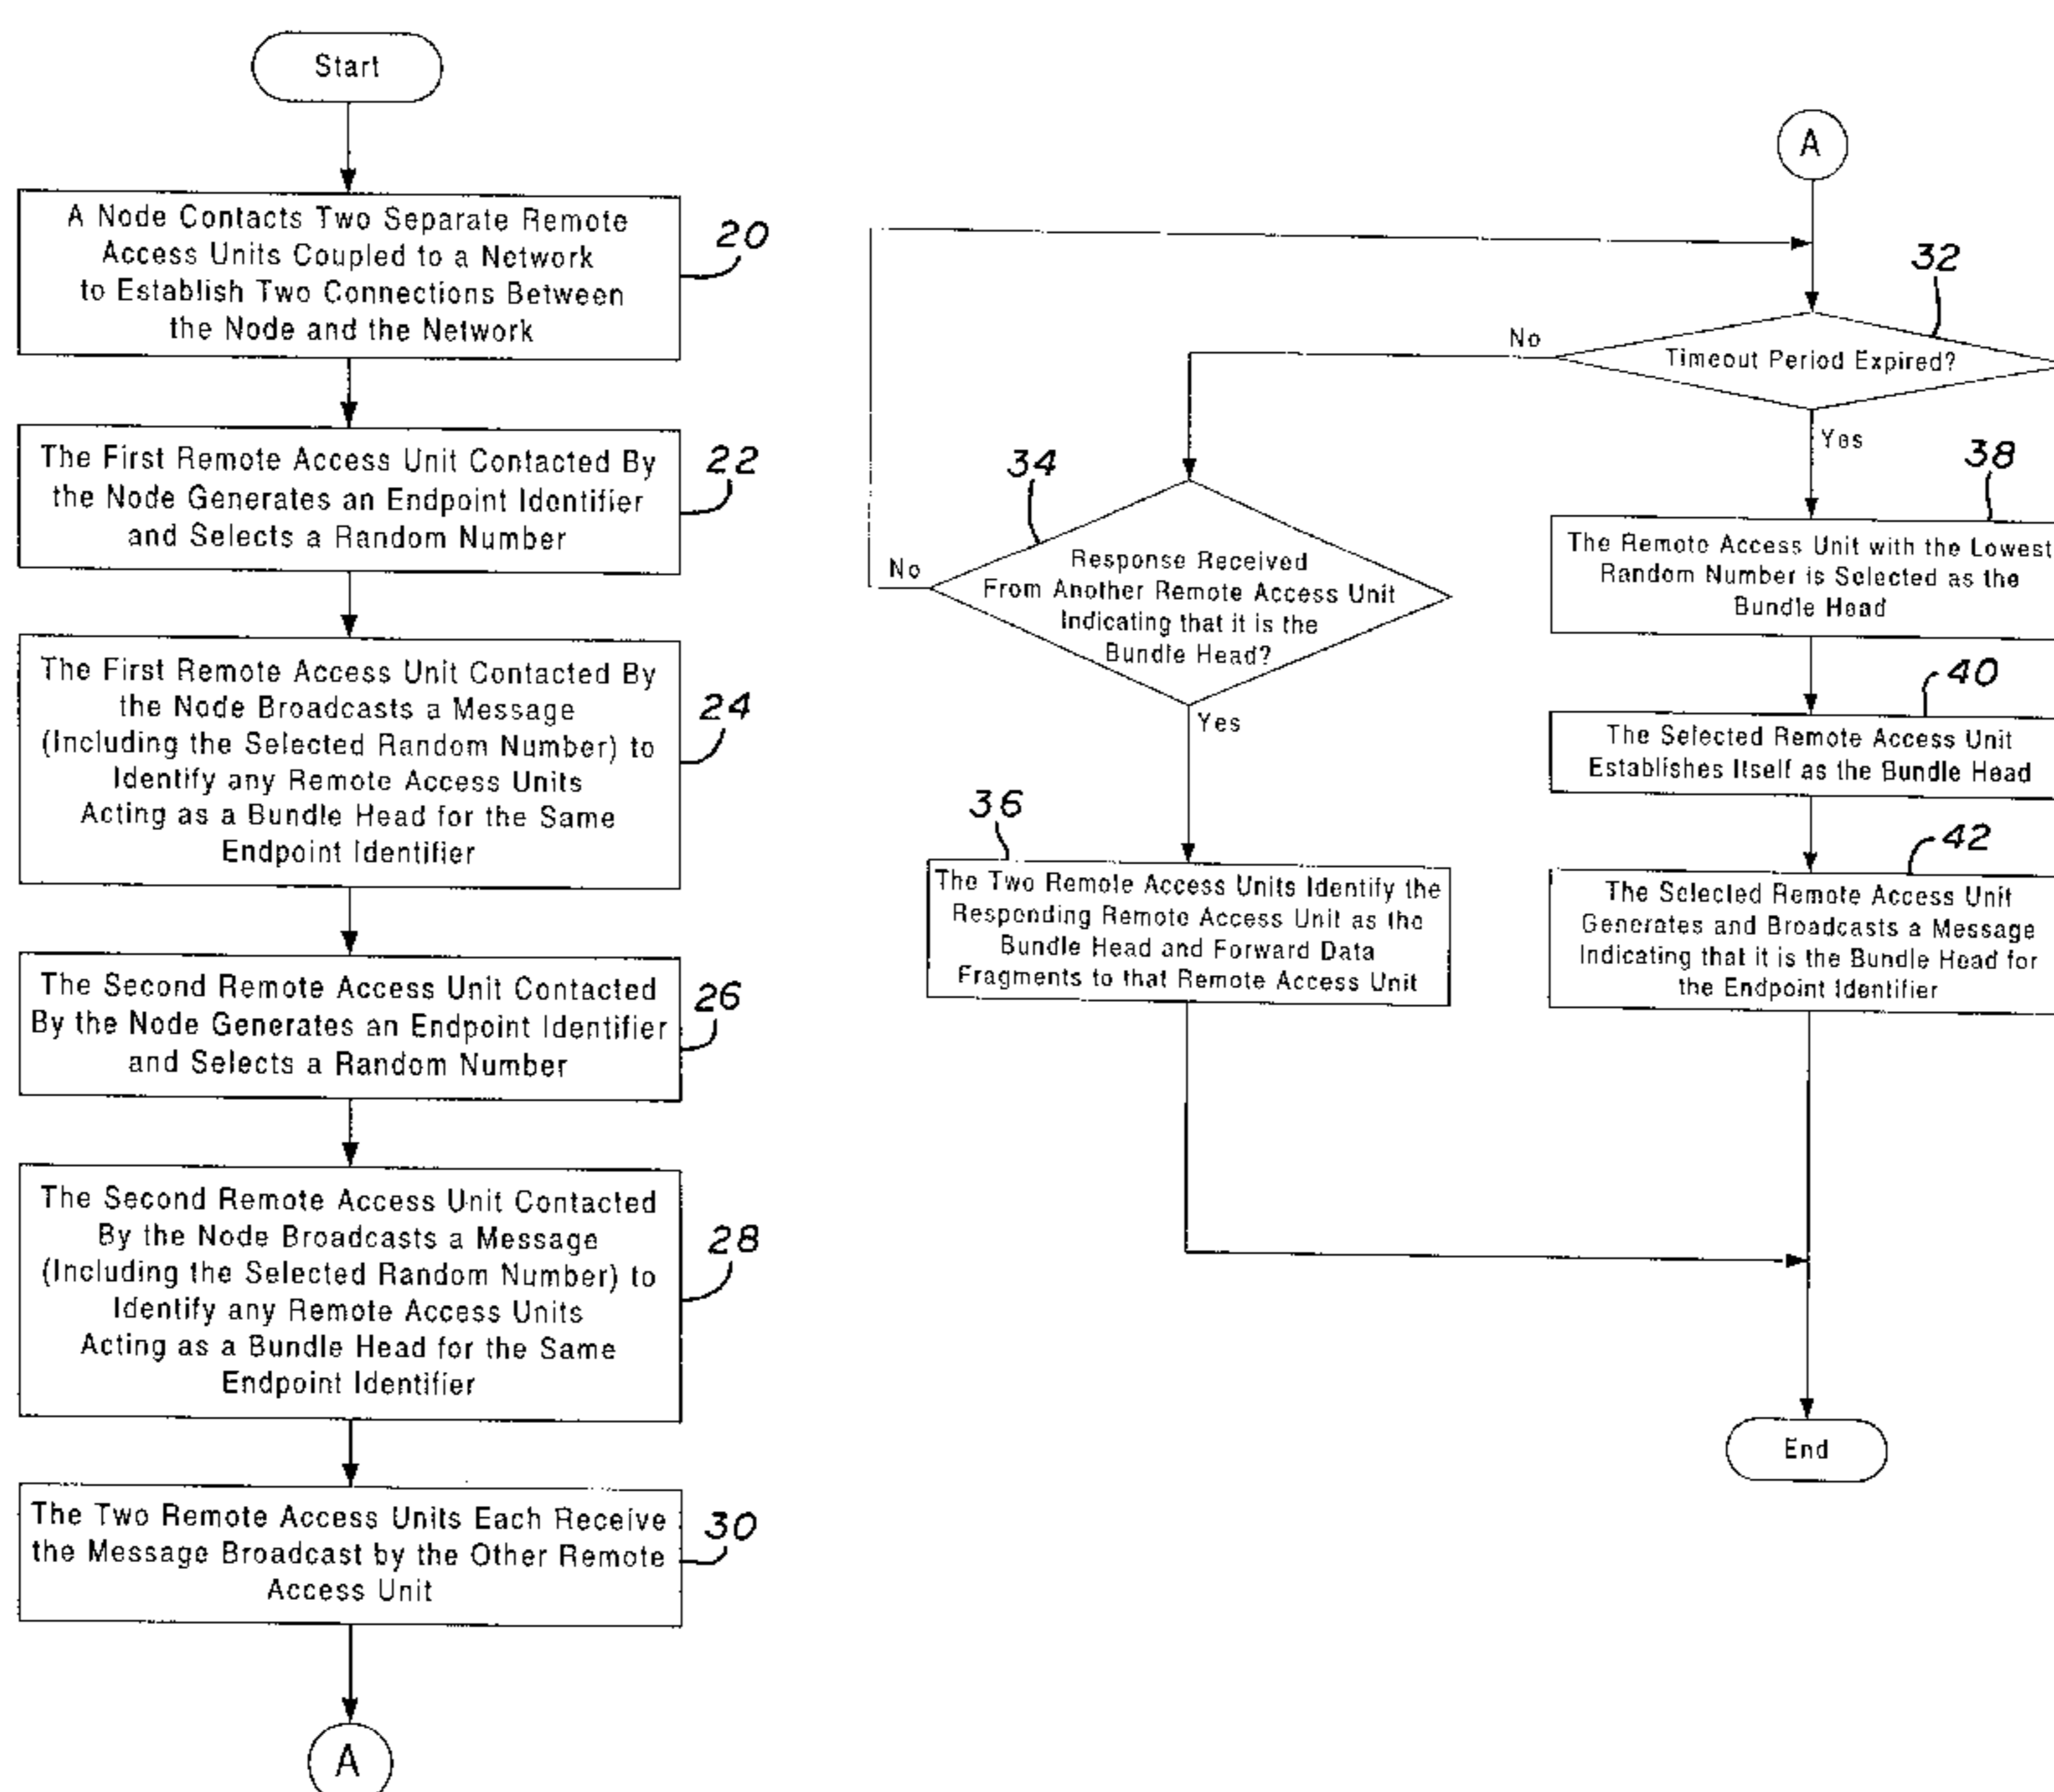 Start
A Node Contacts Two Separate Remote
Access Units Coupled to a Network
to Establish Two Connections Between
the Node and the Network
20
The First Remote Access Unit Contacted By
the Node Generates an Endpoint Identifier
and Selects a Random Number
22
The First Remote Access Unit Contacted By
the Node Broadcasts a Message
(Including the Selected Random Number) to
Identify any Remote Access Units
Acting as a Bundle Head for the Same
Endpoint Identifier
24
The Second Remote Access Unit Contacted
By the Node Generates an Endpoint Identifier
and Selects a Random Number
26
The Second Remote Access Unit Contacted
By the Node Broadcasts a Message
(Including the Selected Random Number) to
Identify any Remote Access Units
Acting as a Bundle Head for the Same
Endpoint Identifier
28
The Two Remote Access Units Each Receive
the Message Broadcast by the Other Remote
Access Unit
30
A
A
32
Timeout Period Expired?
No
Yes
34
Response Received
From Another Remote Access Unit
Indicating that it is the
Bundle Head?
No
Yes
36
The Two Remote Access Units Identify the
Responding Remote Access Unit as the
Bundle Head and Forward Data
Fragments to that Remote Access Unit
38
The Remote Access Unit with the Lowest
Random Number is Selected as the
Bundle Head
40
The Selected Remote Access Unit
Establishes Itself as the Bundle Head
42
The Selected Remote Access Unit
Generates and Broadcasts a Message
Indicating that it is the Bundle Head for
the Endpoint Identifier
End